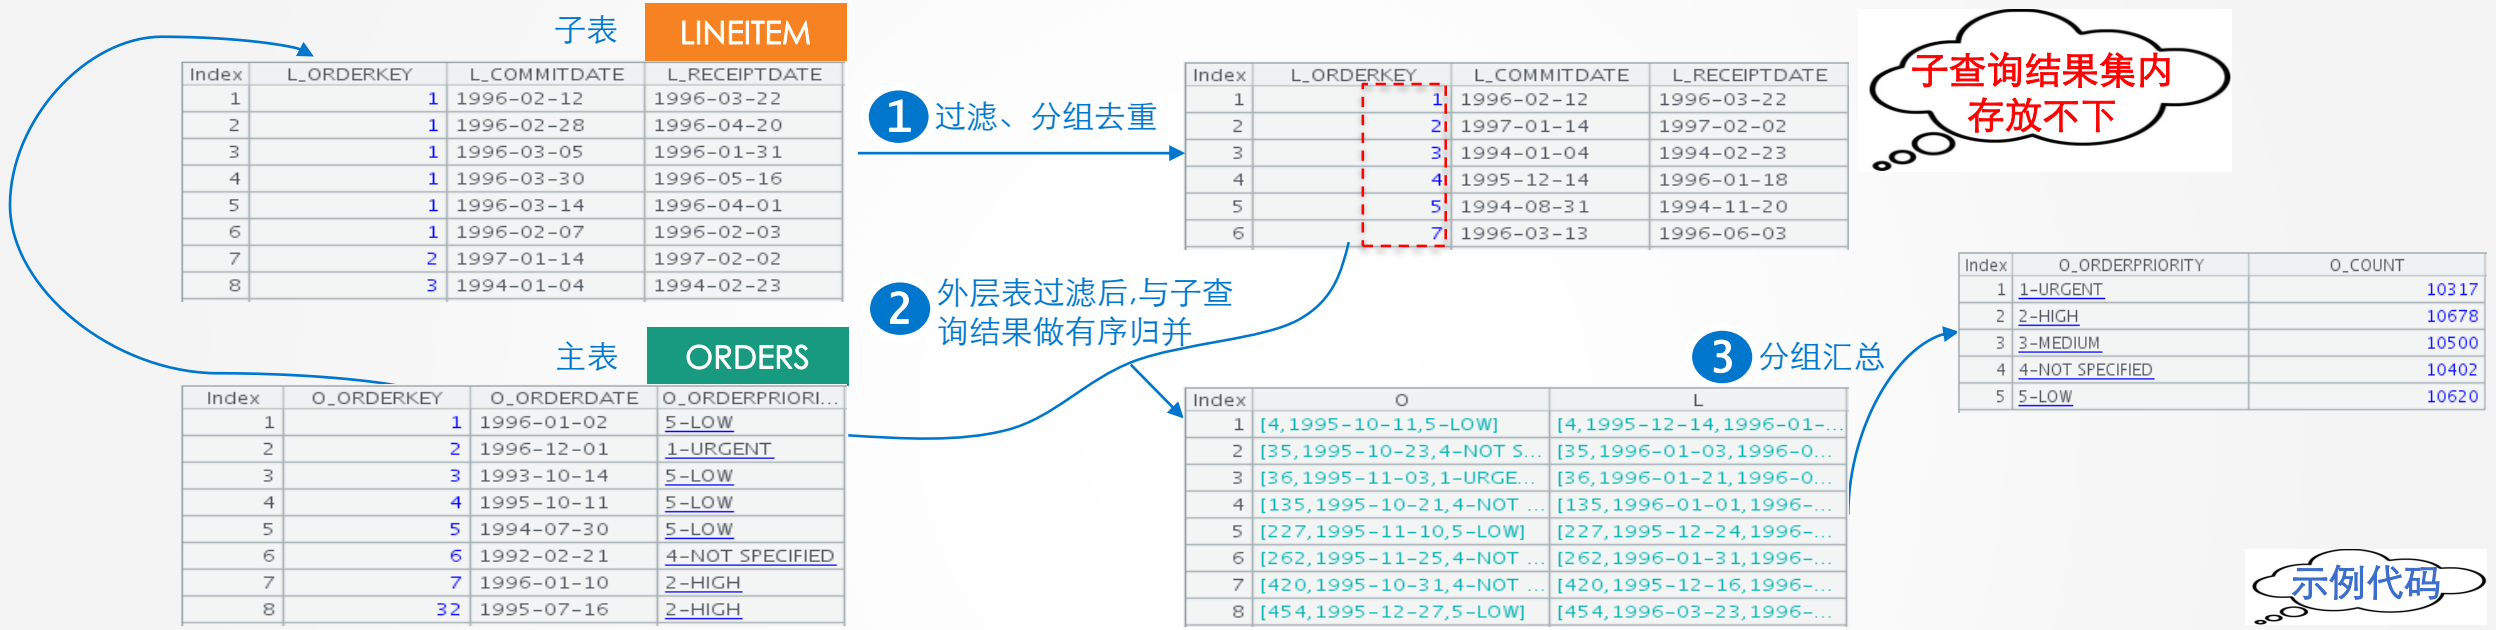 子表 LINEITEM
Index L_ORDERKEY L_COMMITDATE L_RECEIPTDATE
1 1 1996-02-12 1996-03-22
2 1 1996-02-28 1996-04-20
3 1 1996-03-05 1996-01-31
4 1 1996-03-30 1996-05-16
5 1 1996-03-14 1996-04-01
6 1 1996-02-07 1996-02-03
7 2 1997-01-14 1997-02-02
8 3 1994-01-04 1994-02-23
1 过滤、分组去重
Index L_ORDERKEY L_COMMITDATE L_RECEIPTDATE
1 1 1996-02-12 1996-03-22
2 2 1997-01-14 1997-02-02
3 3 1994-01-04 1994-02-23
4 4 1995-12-14 1996-01-18
5 5 1994-08-31 1994-11-20
6 7 1996-03-13 1996-06-03
子查询结果集内
存放不下
2 外层表过滤后,与子查
询结果做有序归并
主表 ORDERS
Index O_ORDERKEY O_ORDERDATE O_ORDERPRIORI...
1 1 1996-01-02 5-LOW
2 2 1996-12-01 1-URGENT
3 3 1993-10-14 5-LOW
4 4 1995-10-11 5-LOW
5 5 1994-07-30 5-LOW
6 6 1992-02-21 4-NOT SPECIFIED
7 7 1996-01-10 2-HIGH
8 32 1995-07-16 2-HIGH
Index O L
1 [4,1995-10-11,5-LOW] [4,1995-12-14,1996-01-...
2 [35,1995-10-23,4-NOT S... [35,1996-01-03,1996-0...
3 [36,1995-11-03,1-URGE... [36,1996-01-21,1996-0...
4 [135,1995-10-21,4-NOT ... [135,1996-01-01,1996-...
5 [227,1995-11-10,5-LOW] [227,1995-12-24,1996-...
6 [262,1995-11-25,4-NOT ... [262,1996-01-31,1996-...
7 [420,1995-10-31,4-NOT ... [420,1995-12-16,1996-...
8 [454,1995-12-27,5-LOW] [454,1996-03-23,1996-...
3 分组汇总
Index O_ORDERPRIORITY O_COUNT
1 1-URGENT 10317
2 2-HIGH 10678
3 3-MEDIUM 10500
4 4-NOT SPECIFIED 10402
5 5-LOW 10620
示例代码